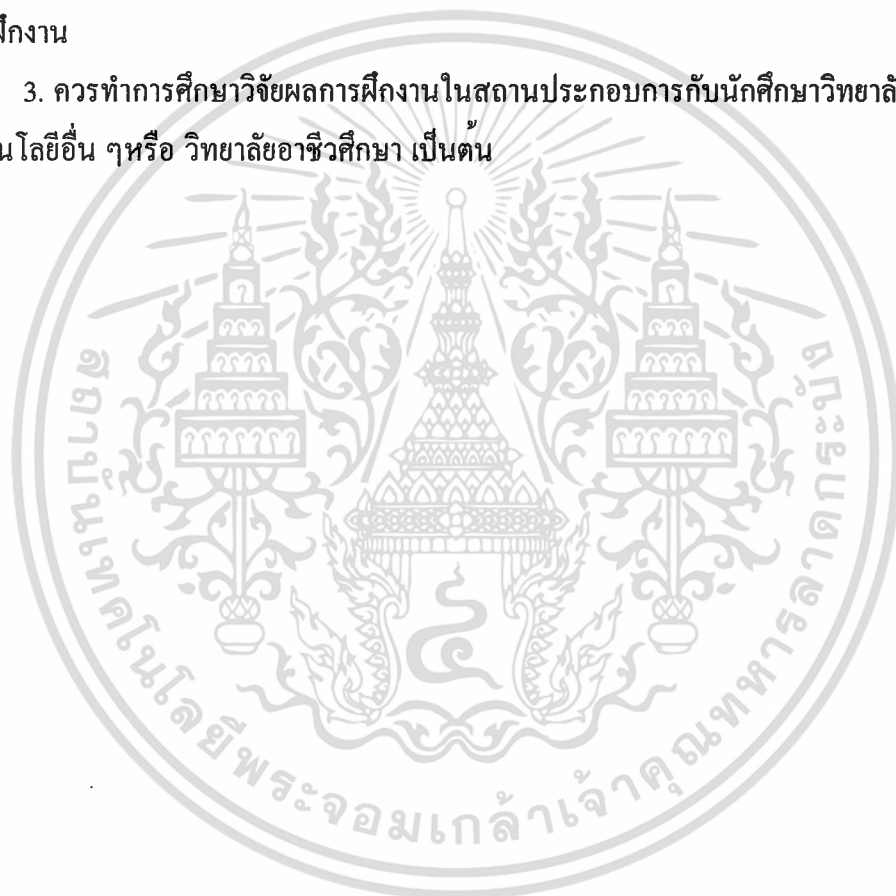 ฝึกงาน
3. ควรทำการศึกษาวิจัยผลการฝึกงานในสถานประกอบการกับนักศึกษาวิทยาลั
นโลยีอื่น ๆหรือ วิทยาลัยอาชีวศึกษา เป็นต้น
สถาบันเทคโนโลยีพระจอมเกล้าเจ้าคุณทหารลาดกระบัง
๔